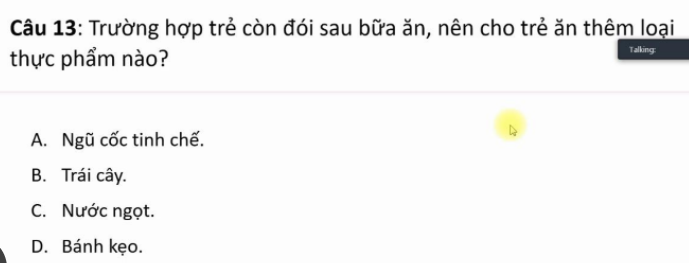 Câu 13: Trường hợp trẻ còn đói sau bữa ăn, nên cho trẻ ăn thêm loại
thực phẩm nào?
Talking:
A. Ngũ cốc tinh chế.
B. Trái cây.
C. Nước ngọt.
D. Bánh kẹo.